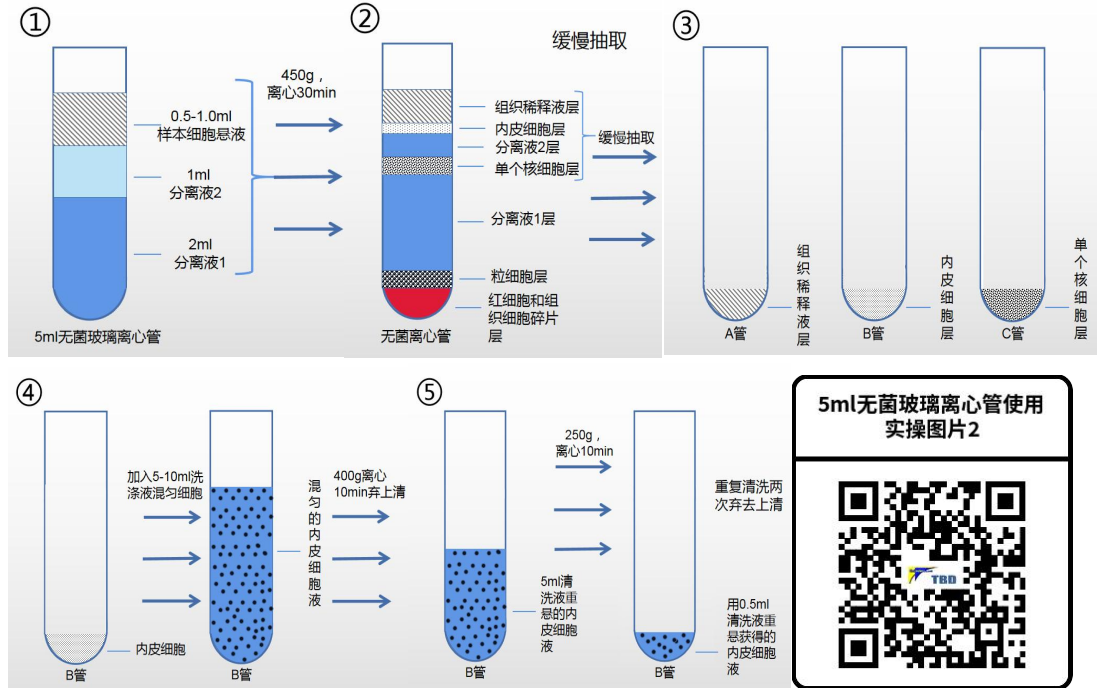 ①
450g，
离心30min
0.5-1.0ml
样本细胞悬液
1ml
分离液2
2ml
分离液1
5ml无菌玻璃离心管
②
缓慢抽取
组织稀释液层
内皮细胞层
分离液2层
单个核细胞层
缓慢抽取
分离液1层
粒细胞层
红细胞和组
织细胞碎片
层
无菌离心管
③
组织稀释液层
A管
内皮细胞层
B管
单个核细胞层
C管
④
加入5-10ml洗
涤液混匀细胞
内皮细胞
B管
混匀的内皮细胞液
400g离心
10min弃上清
B管
⑤
250g，
离心10min
5ml清
洗液重
悬的内
皮细胞
液
B管
重复清洗两
次弃去上清
用0.5ml
清洗液重
悬获得的
内皮细胞
液
B管
5ml无菌玻璃离心管使用
实操图片2
TBD